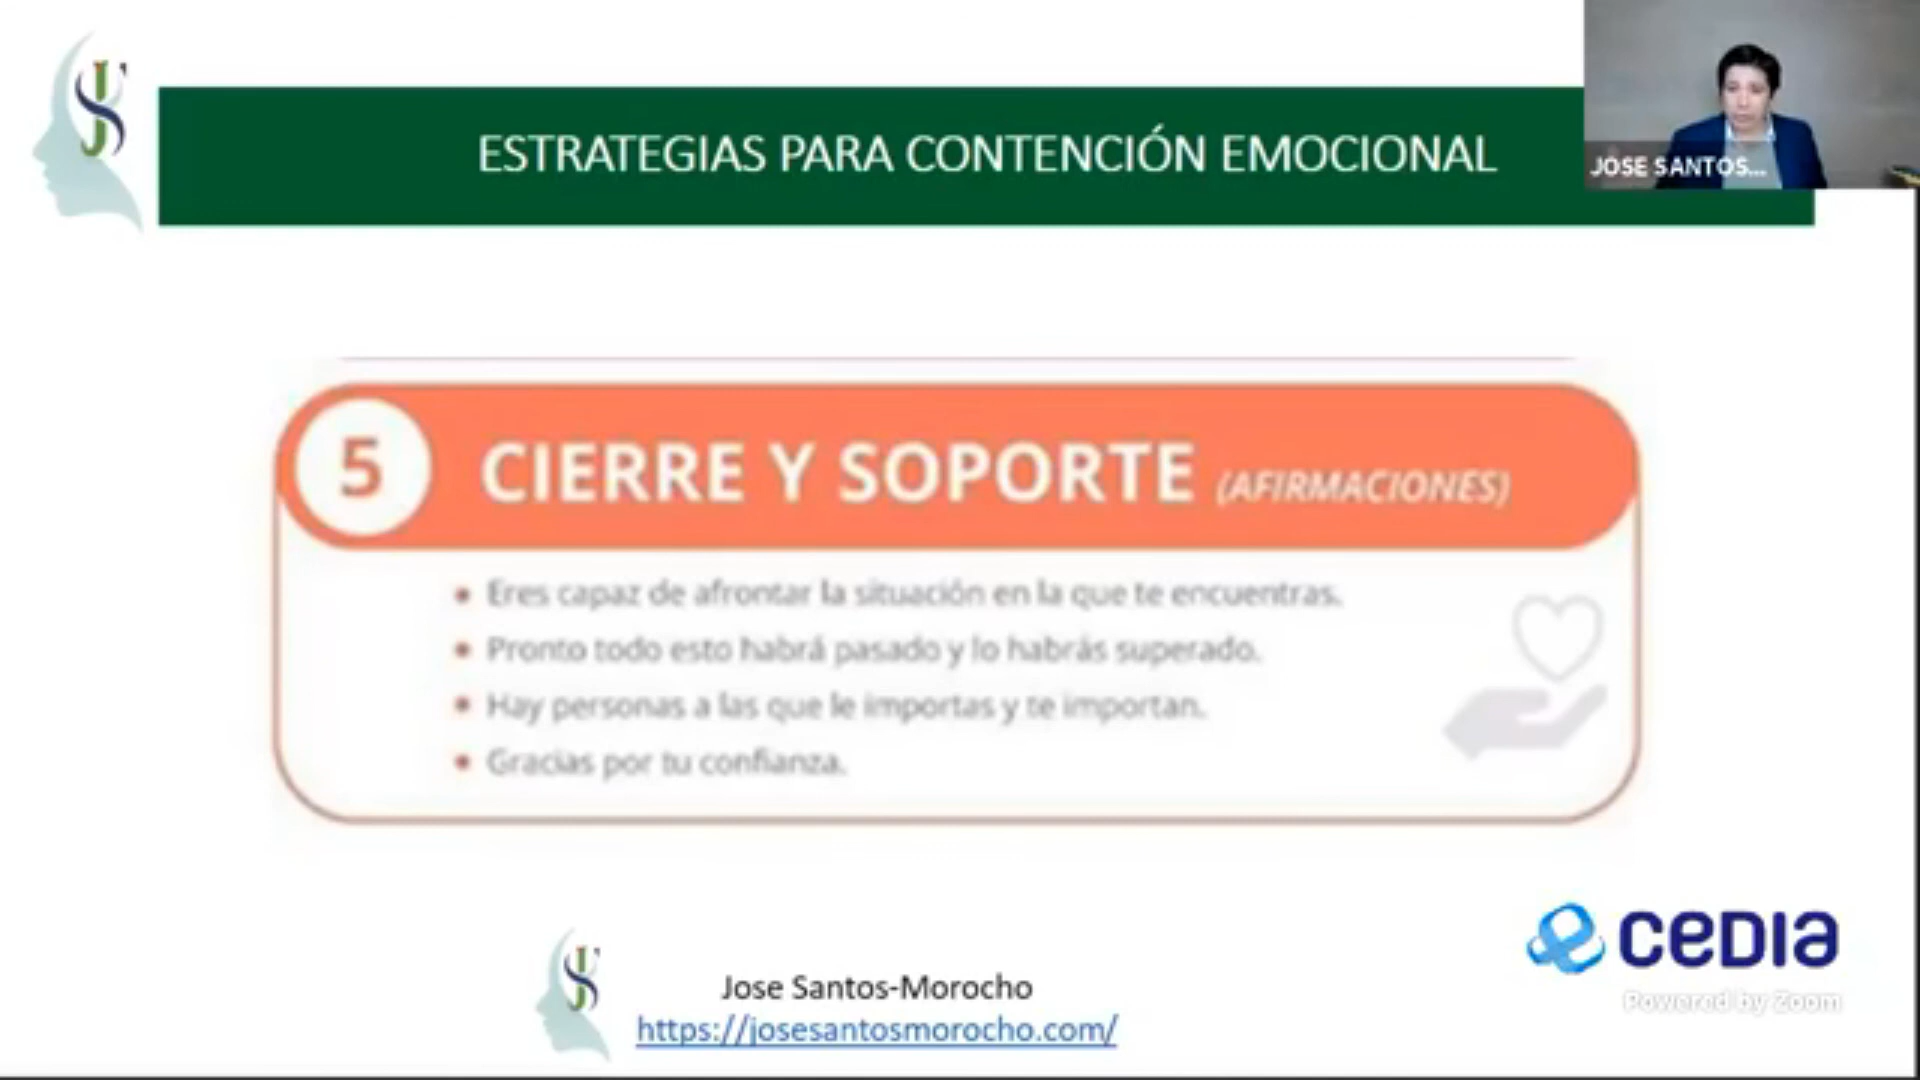 ESTRATEGIAS PARA CONTENCIÓN EMOCIONAL
JOSE SANTOS...
5
CIERRE Y SOPORTE (AFIRMACIONES)
• Eres capaz de afrontar la situación en la que te encuentras.
• Pronto todo esto habrá pasado y lo habrás superado.
• Hay personas a las que le importas y te importan.
• Gracias por tu confianza.
Jose Santos-Morocho
https://josesantosmorocho.com/
cedia
Powered by Zoom